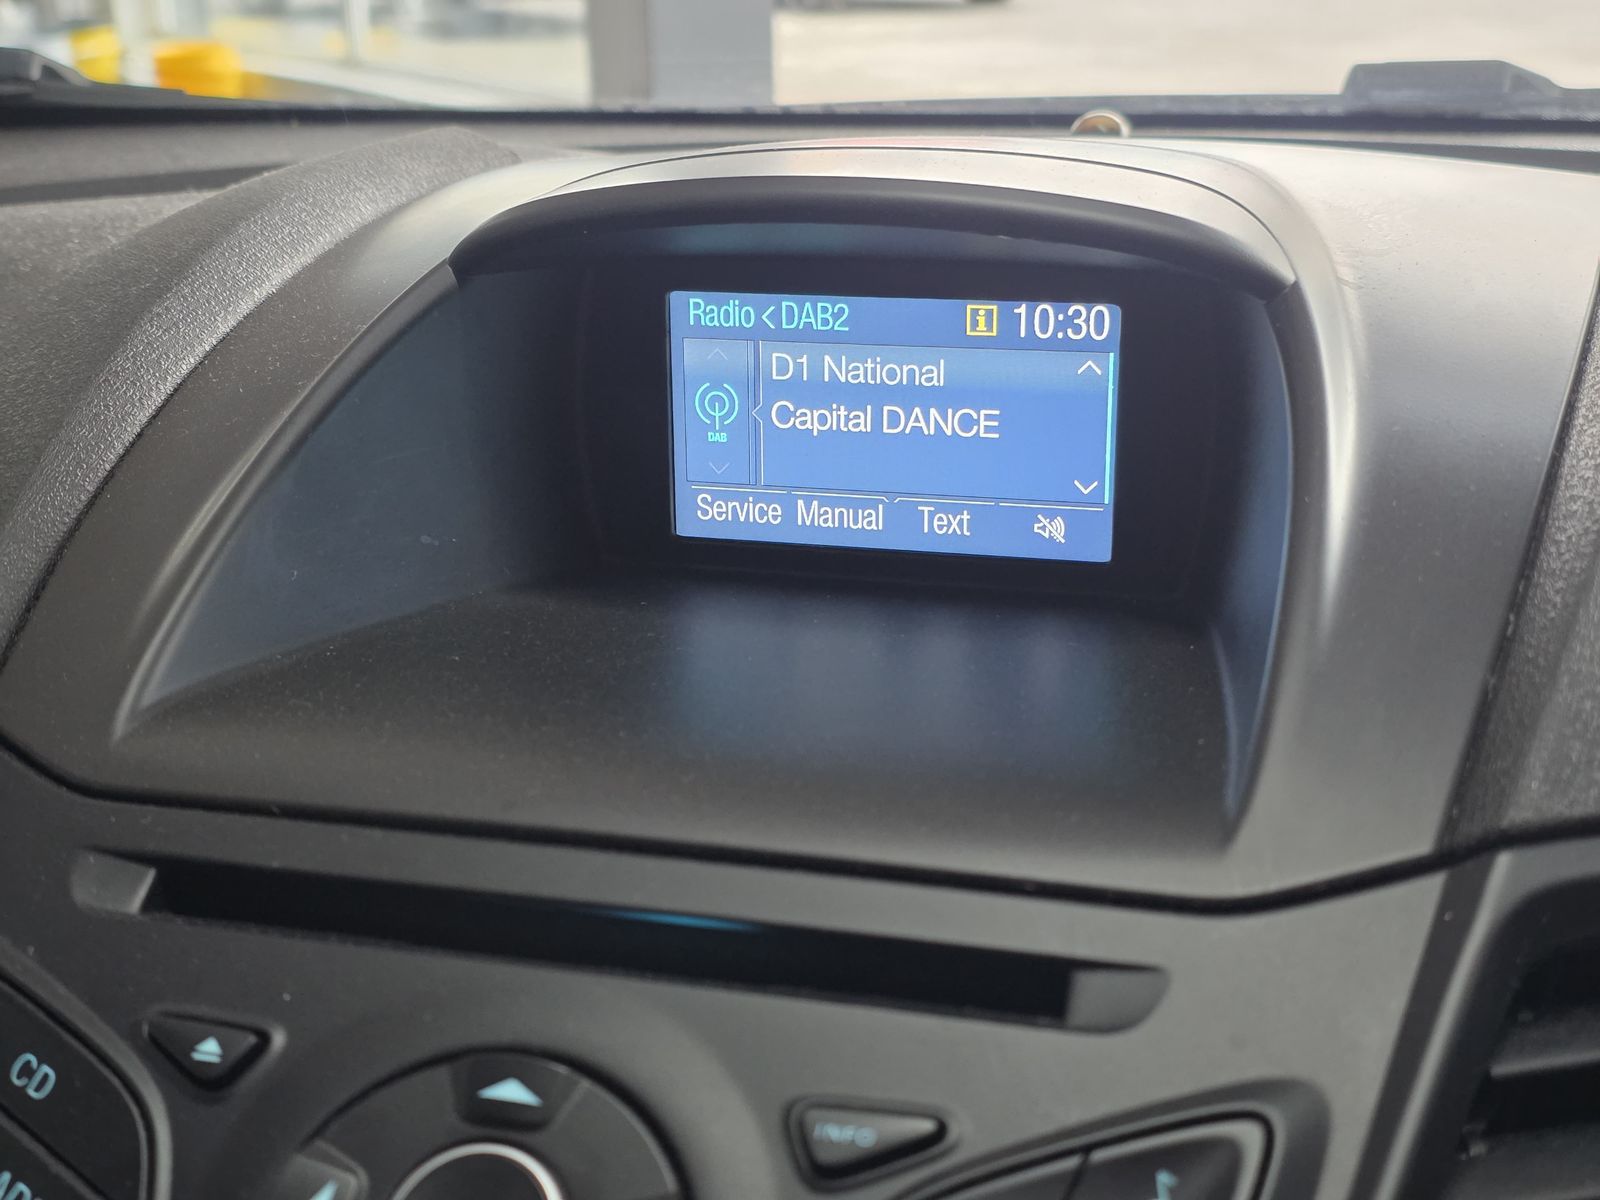 Radio < DAB2 i 10:30
D1 National
Capital DANCE
DAB
Service Manual Text
CD
INFO